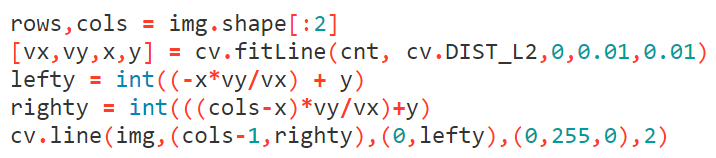 rows,cols = img.shape[:2]
[vx,vy,x,y] = cv.fitLine(cnt, cv.DIST_L2,0,0.01,0.01)
lefty = int((-x*vy/vx) + y)
righty = int(((cols-x)*vy/vx)+y)
cv.line(img,(cols-1,righty),(0,lefty),(0,255,0),2)